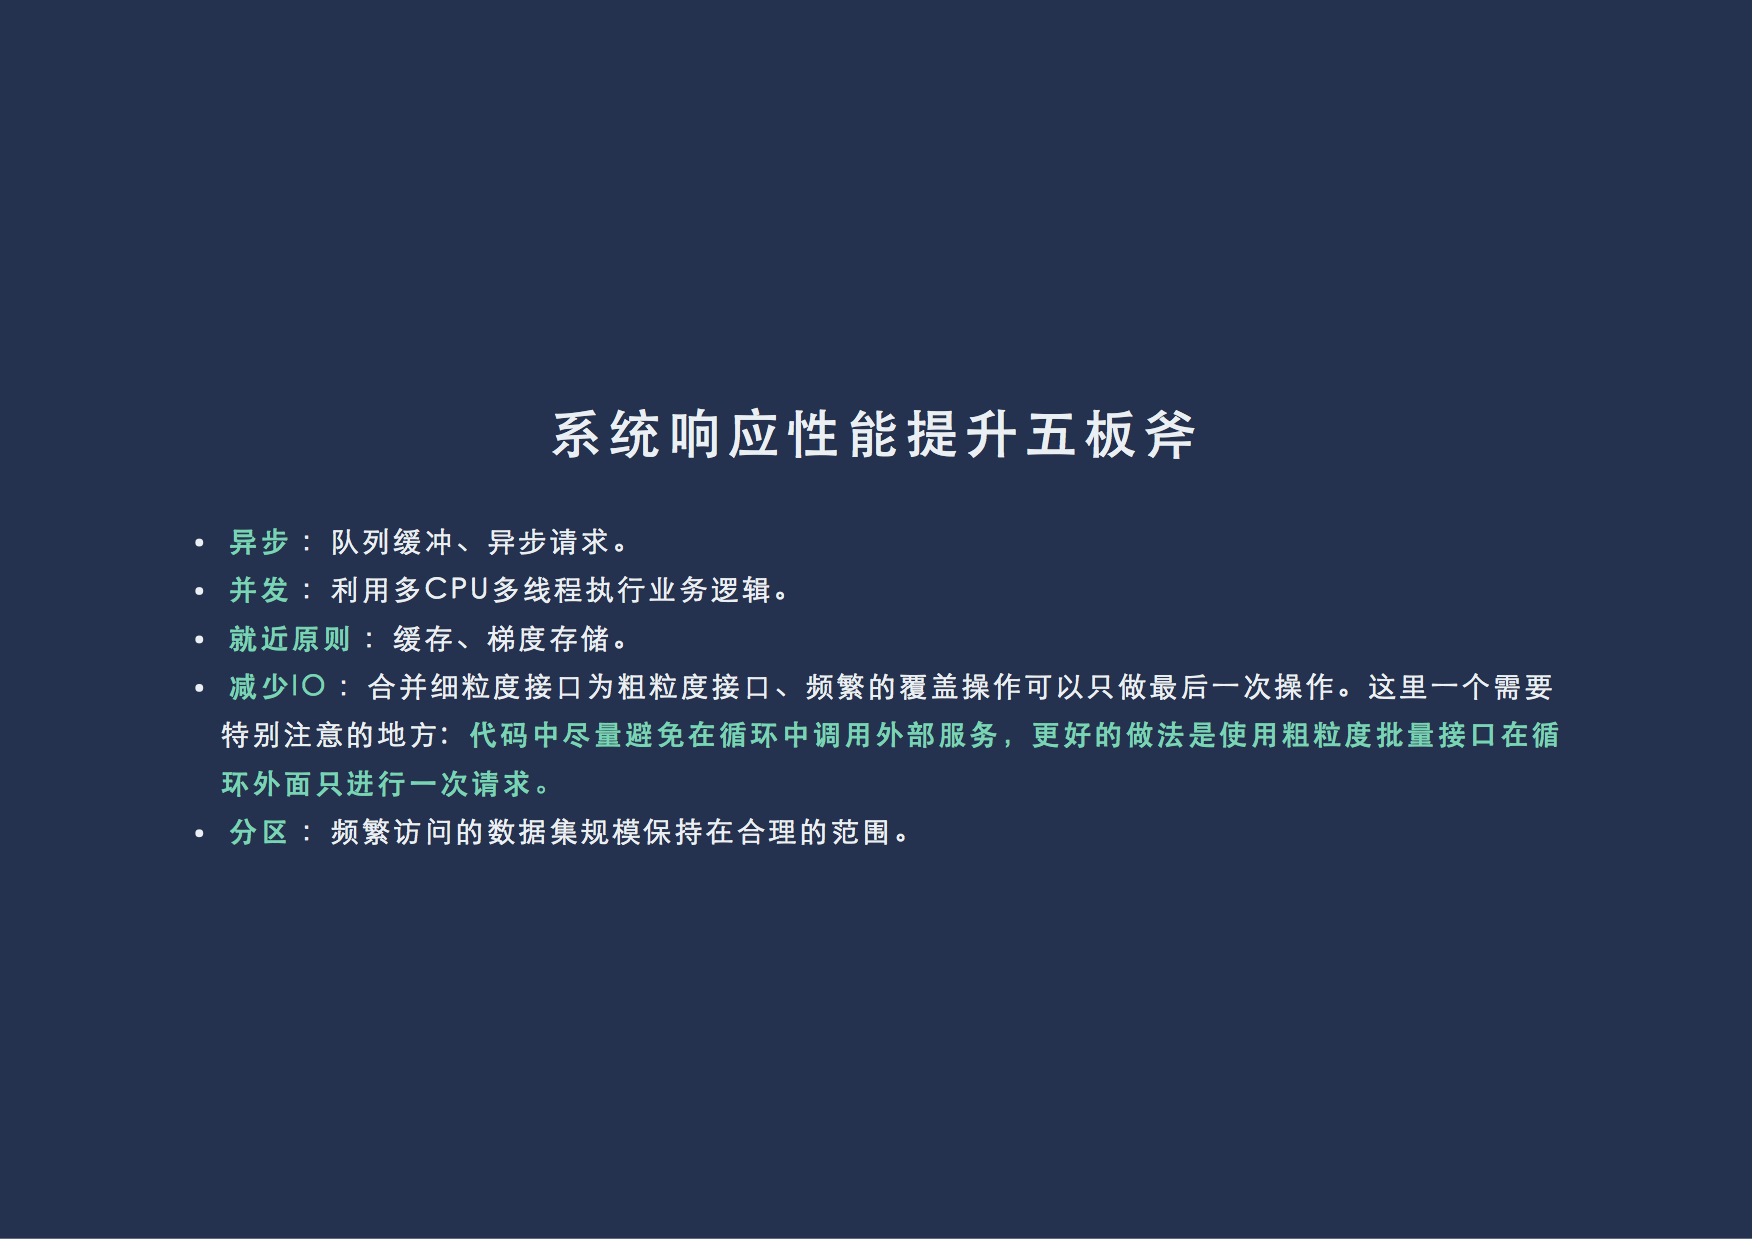 系统响应性能提升五板斧
• 异步 ：队列缓冲、异步请求。
• 并发 ：利用多CPU多线程执行业务逻辑。
• 就近原则 ：缓存、梯度存储。
• 减少IO ：合并细粒度接口为粗粒度接口、频繁的覆盖操作可以只做最后一次操作。这里一个需要
特别注意的地方：代码中尽量避免在循环中调用外部服务，更好的做法是使用粗粒度批量接口在循
环外面只进行一次请求。
• 分区 ：频繁访问的数据集规模保持在合理的范围。